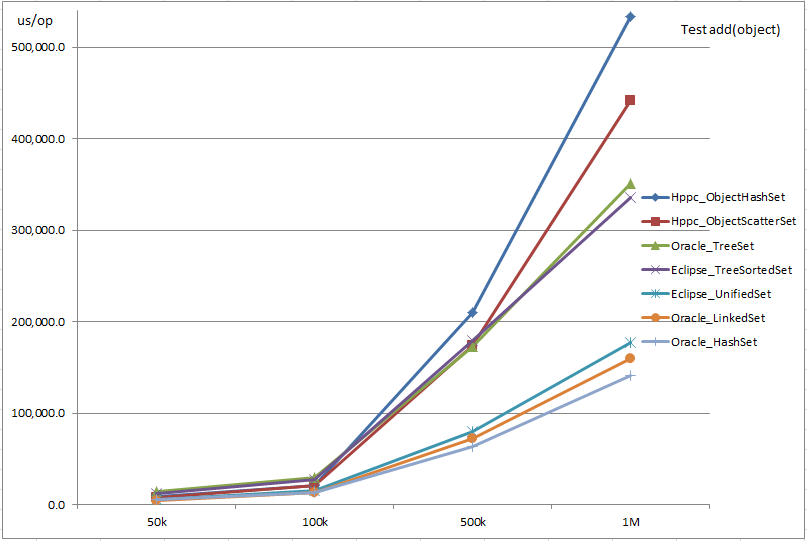 us/op
Test add(object)
500,000.0
400,000.0
300,000.0
200,000.0
100,000.0
0.0
50k
100k
500k
1M
Hppc_ObjectHashSet
Hppc_ObjectScatterSet
Oracle_TreeSet
Eclipse_TreeSortedSet
Eclipse_UnifiedSet
Oracle_LinkedSet
Oracle_HashSet